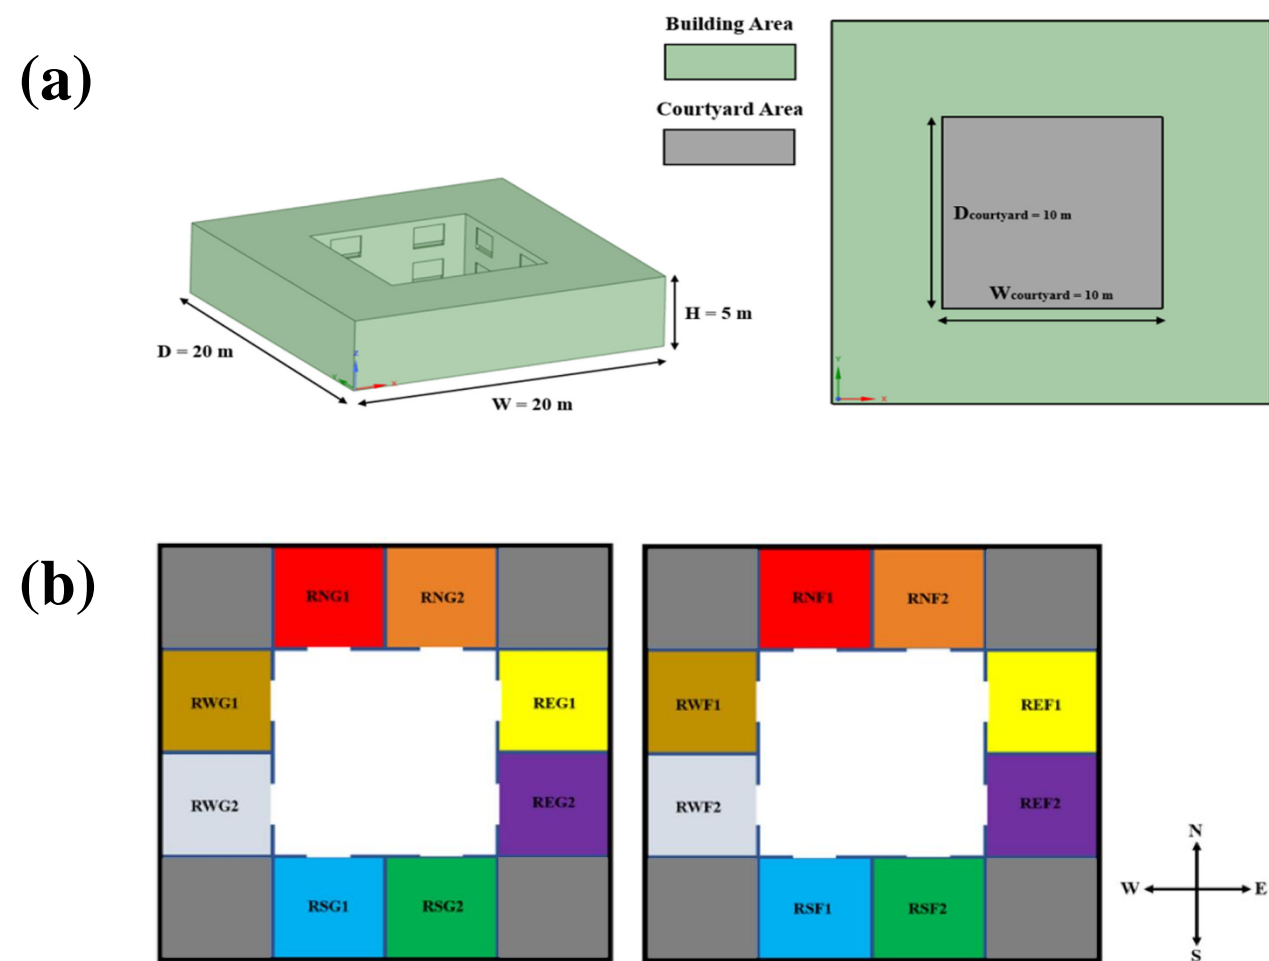 (a)
Building Area
Courtyard Area
Dcourtyard = 10 m
Wcourtyard = 10 m
H = 5 m
D = 20 m
W = 20 m
Z
Y
X
Y
X
(b)
RNG1
RNG2
RWG1
REG1
RWG2
REG2
RSG1
RSG2
RNF1
RNF2
RWF1
REF1
RWF2
REF2
RSF1
RSF2
N
W
E
S